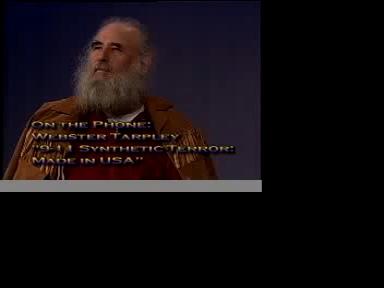 On the Phone:
Webster Tarpley
"9-11 Synthetic Terror:
Made in USA"